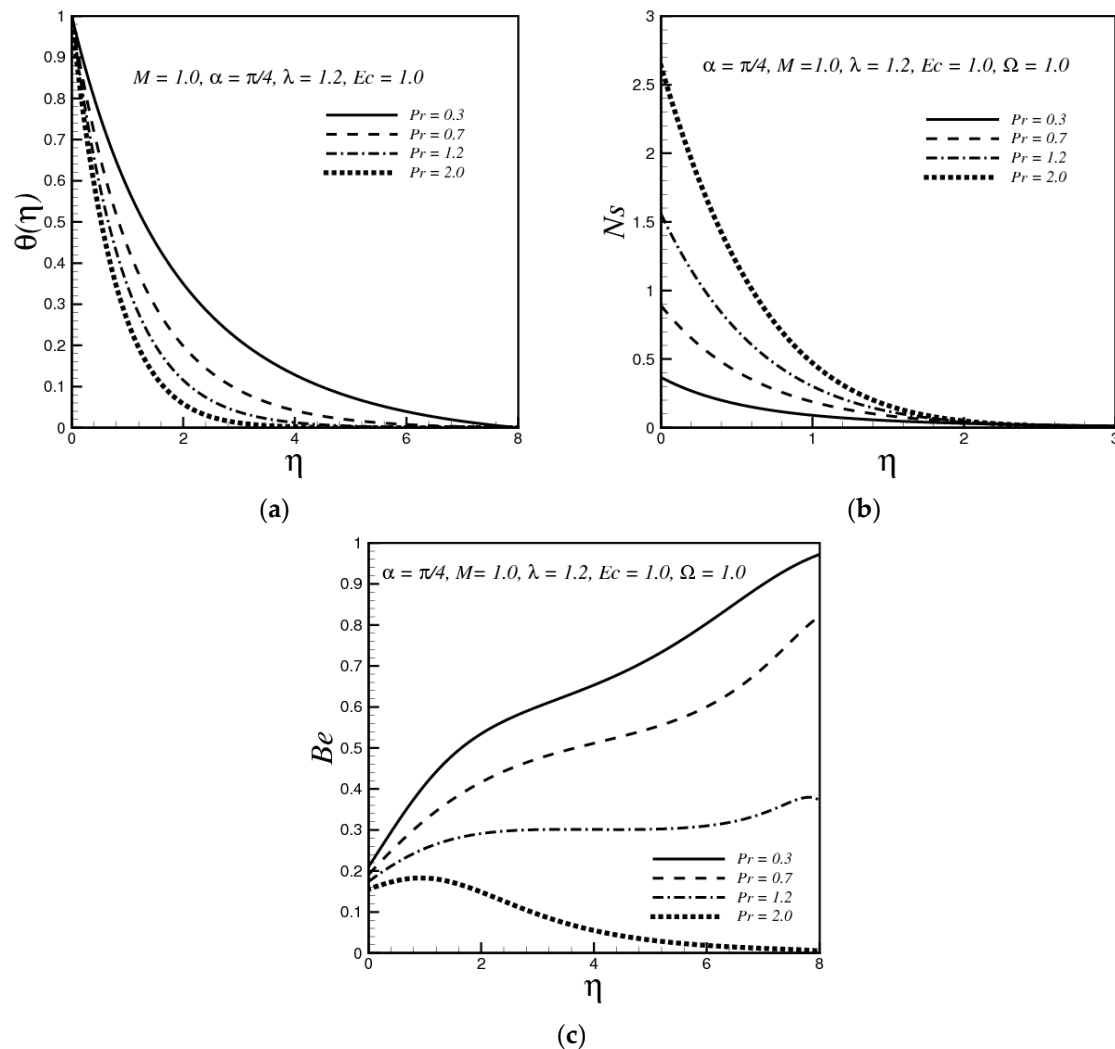 1
0.9
0.8
0.7
0.6
0.5
0.4
0.3
0.2
0.1
0
θ(η)
M = 1.0, α = π/4, λ = 1.2, Ec = 1.0
Pr = 0.3
Pr = 0.7
Pr = 1.2
Pr = 2.0
0 2 4 6 8
η
(a)
3
2.5
2
1.5
1
0.5
0
Ns
α = π/4, M =1.0, λ = 1.2, Ec = 1.0, Ω = 1.0
Pr = 0.3
Pr = 0.7
Pr = 1.2
Pr = 2.0
0 1 2 3
η
(b)
1
0.9
0.8
0.7
0.6
0.5
0.4
0.3
0.2
0.1
0
Be
α = π/4, M= 1.0, λ = 1.2, Ec = 1.0, Ω = 1.0
Pr = 0.3
Pr = 0.7
Pr = 1.2
Pr = 2.0
0 2 4 6 8
η
(c)